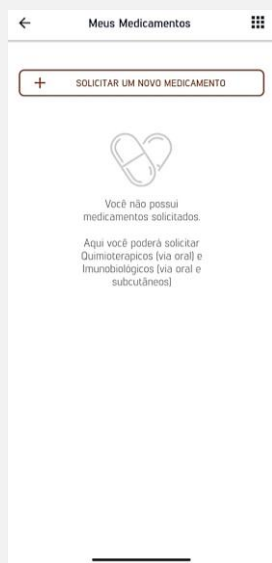 Meus Medicamentos
+ SOLICITAR UM NOVO MEDICAMENTO
Você não possui
medicamentos solicitados.
Aqui você poderá solicitar
Quimioterapicos (via oral) e
Imunobiológicos (via oral e
subcutâneos)